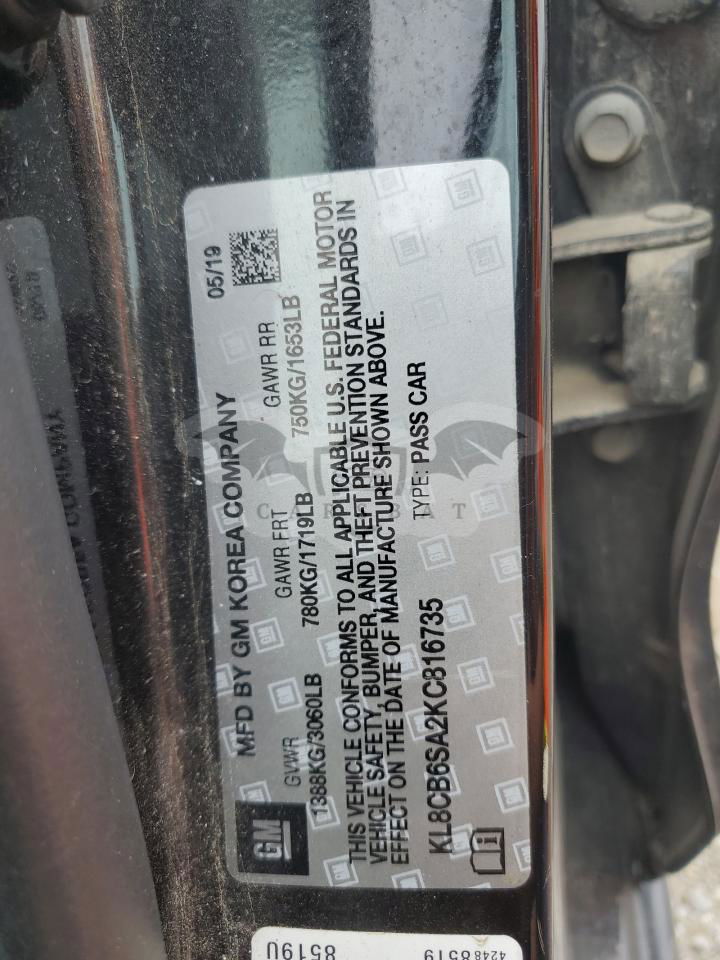 GM
MFD BY GM KOREA COMPANY 05/19
GVWR GAWR FRT GAWR RR
1388KG/3060LB 780KG/1719LB 750KG/1653LB
THIS VEHICLE CONFORMS TO ALL APPLICABLE U.S. FEDERAL MOTOR
VEHICLE SAFETY, BUMPER, AND THEFT PREVENTION STANDARDS IN
EFFECT ON THE DATE OF MANUFACTURE SHOWN ABOVE.
KL8CB6SA2KC816735 TYPE: PASS CAR
CARBAT
42488519
8519U